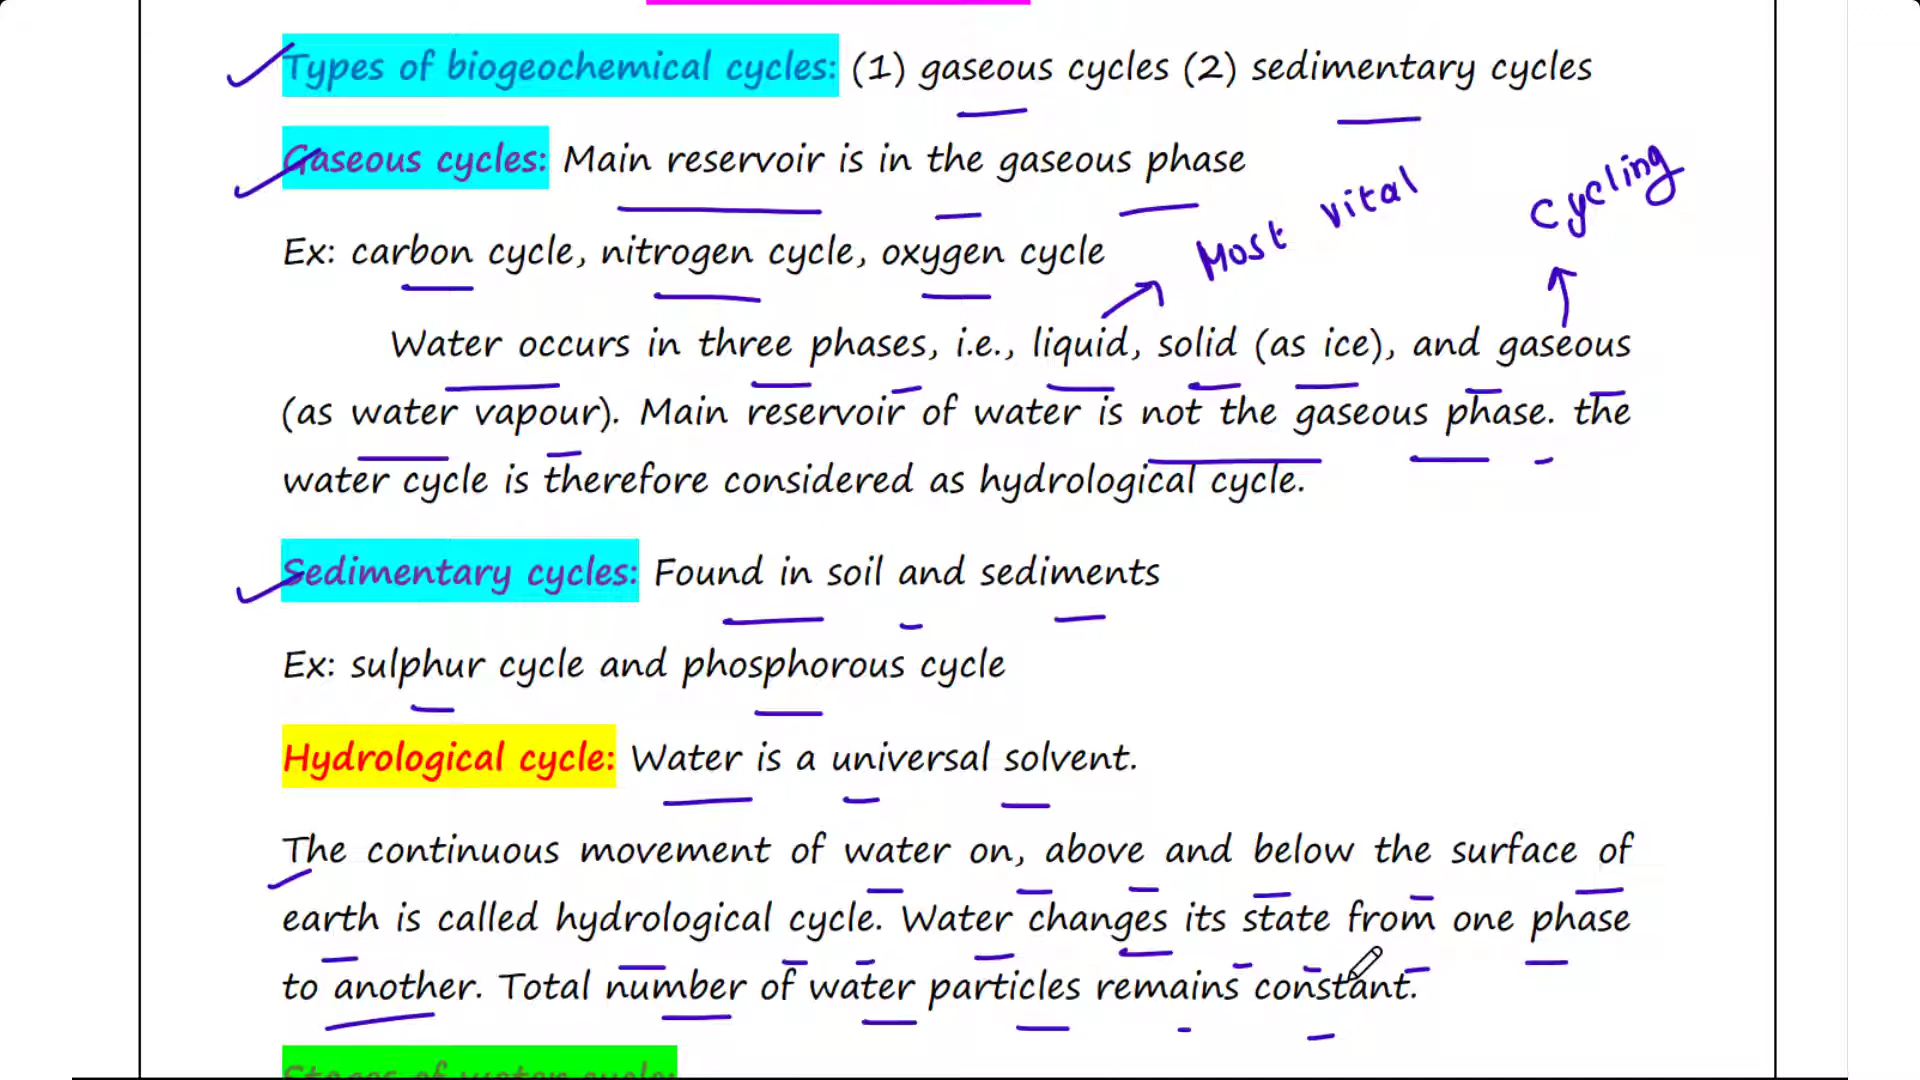 Types of biogeochemical cycles: (1) gaseous cycles (2) sedimentary cycles
Gaseous cycles: Main reservoir is in the gaseous phase
Most vital
Cycling
Ex: carbon cycle, nitrogen cycle, oxygen cycle
Water occurs in three phases, i.e., liquid, solid (as ice), and gaseous
(as water vapour). Main reservoir of water is not the gaseous phase. the
water cycle is therefore considered as hydrological cycle.
Sedimentary cycles: Found in soil and sediments
Ex: sulphur cycle and phosphorous cycle
Hydrological cycle: Water is a universal solvent.
The continuous movement of water on, above and below the surface of
earth is called hydrological cycle. Water changes its state from one phase
to another. Total number of water particles remains constant.
Stages of water cycle: